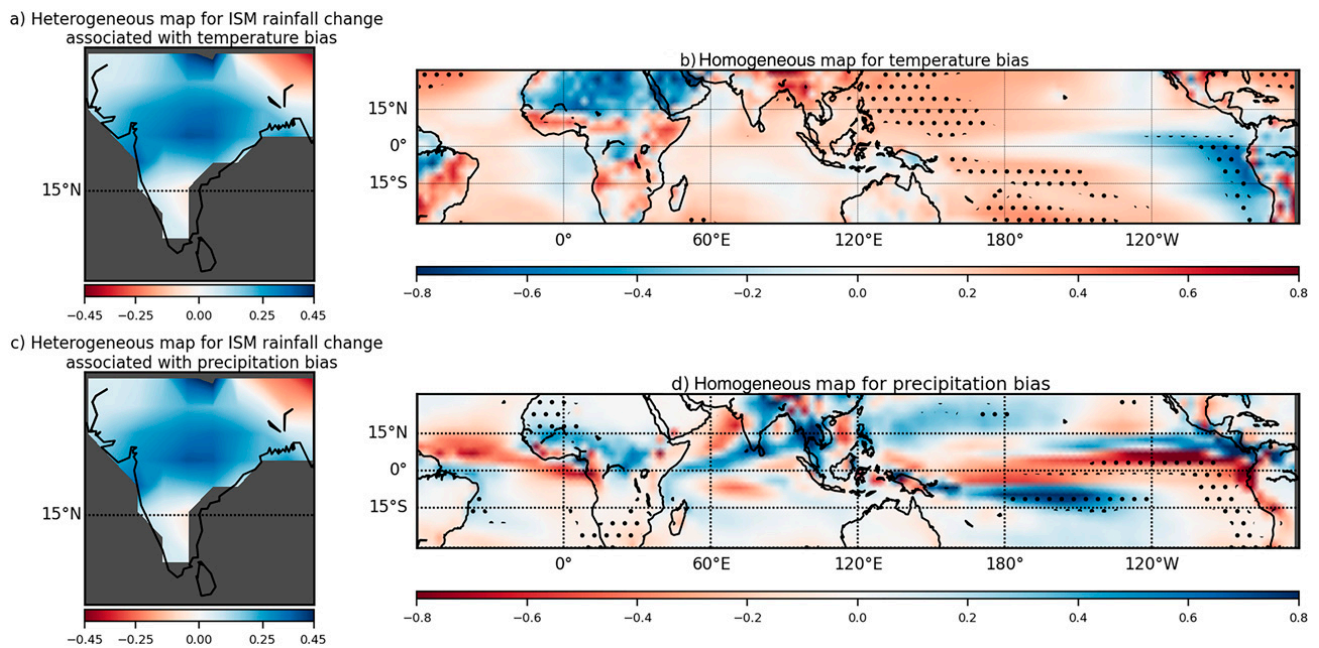 a) Heterogeneous map for ISM rainfall change
associated with temperature bias
15°N
−0.45 −0.25 0.00 0.25 0.45
b) Homogeneous map for temperature bias
15°N
0°
15°S
0° 60°E 120°E 180° 120°W
−0.8 −0.6 −0.4 −0.2 0.0 0.2 0.4 0.6 0.8
c) Heterogeneous map for ISM rainfall change
associated with precipitation bias
15°N
−0.45 −0.25 0.00 0.25 0.45
d) Homogeneous map for precipitation bias
15°N
0°
15°S
0° 60°E 120°E 180° 120°W
−0.8 −0.6 −0.4 −0.2 0.0 0.2 0.4 0.6 0.8